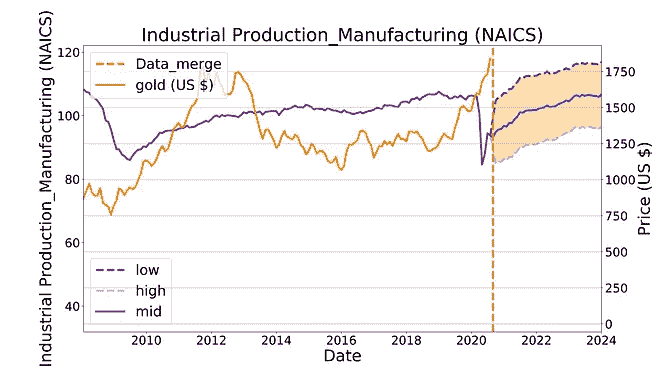 Industrial Production_Manufacturing (NAICS)
Industrial Production_Manufacturing (NAICS)
120
100
80
60
40
Data_merge
gold (US $)
low
high
mid
1750
1500
1250
1000
750
500
250
0
Price (US $)
2010
2012
2014
2016
2018
2020
2022
2024
Date